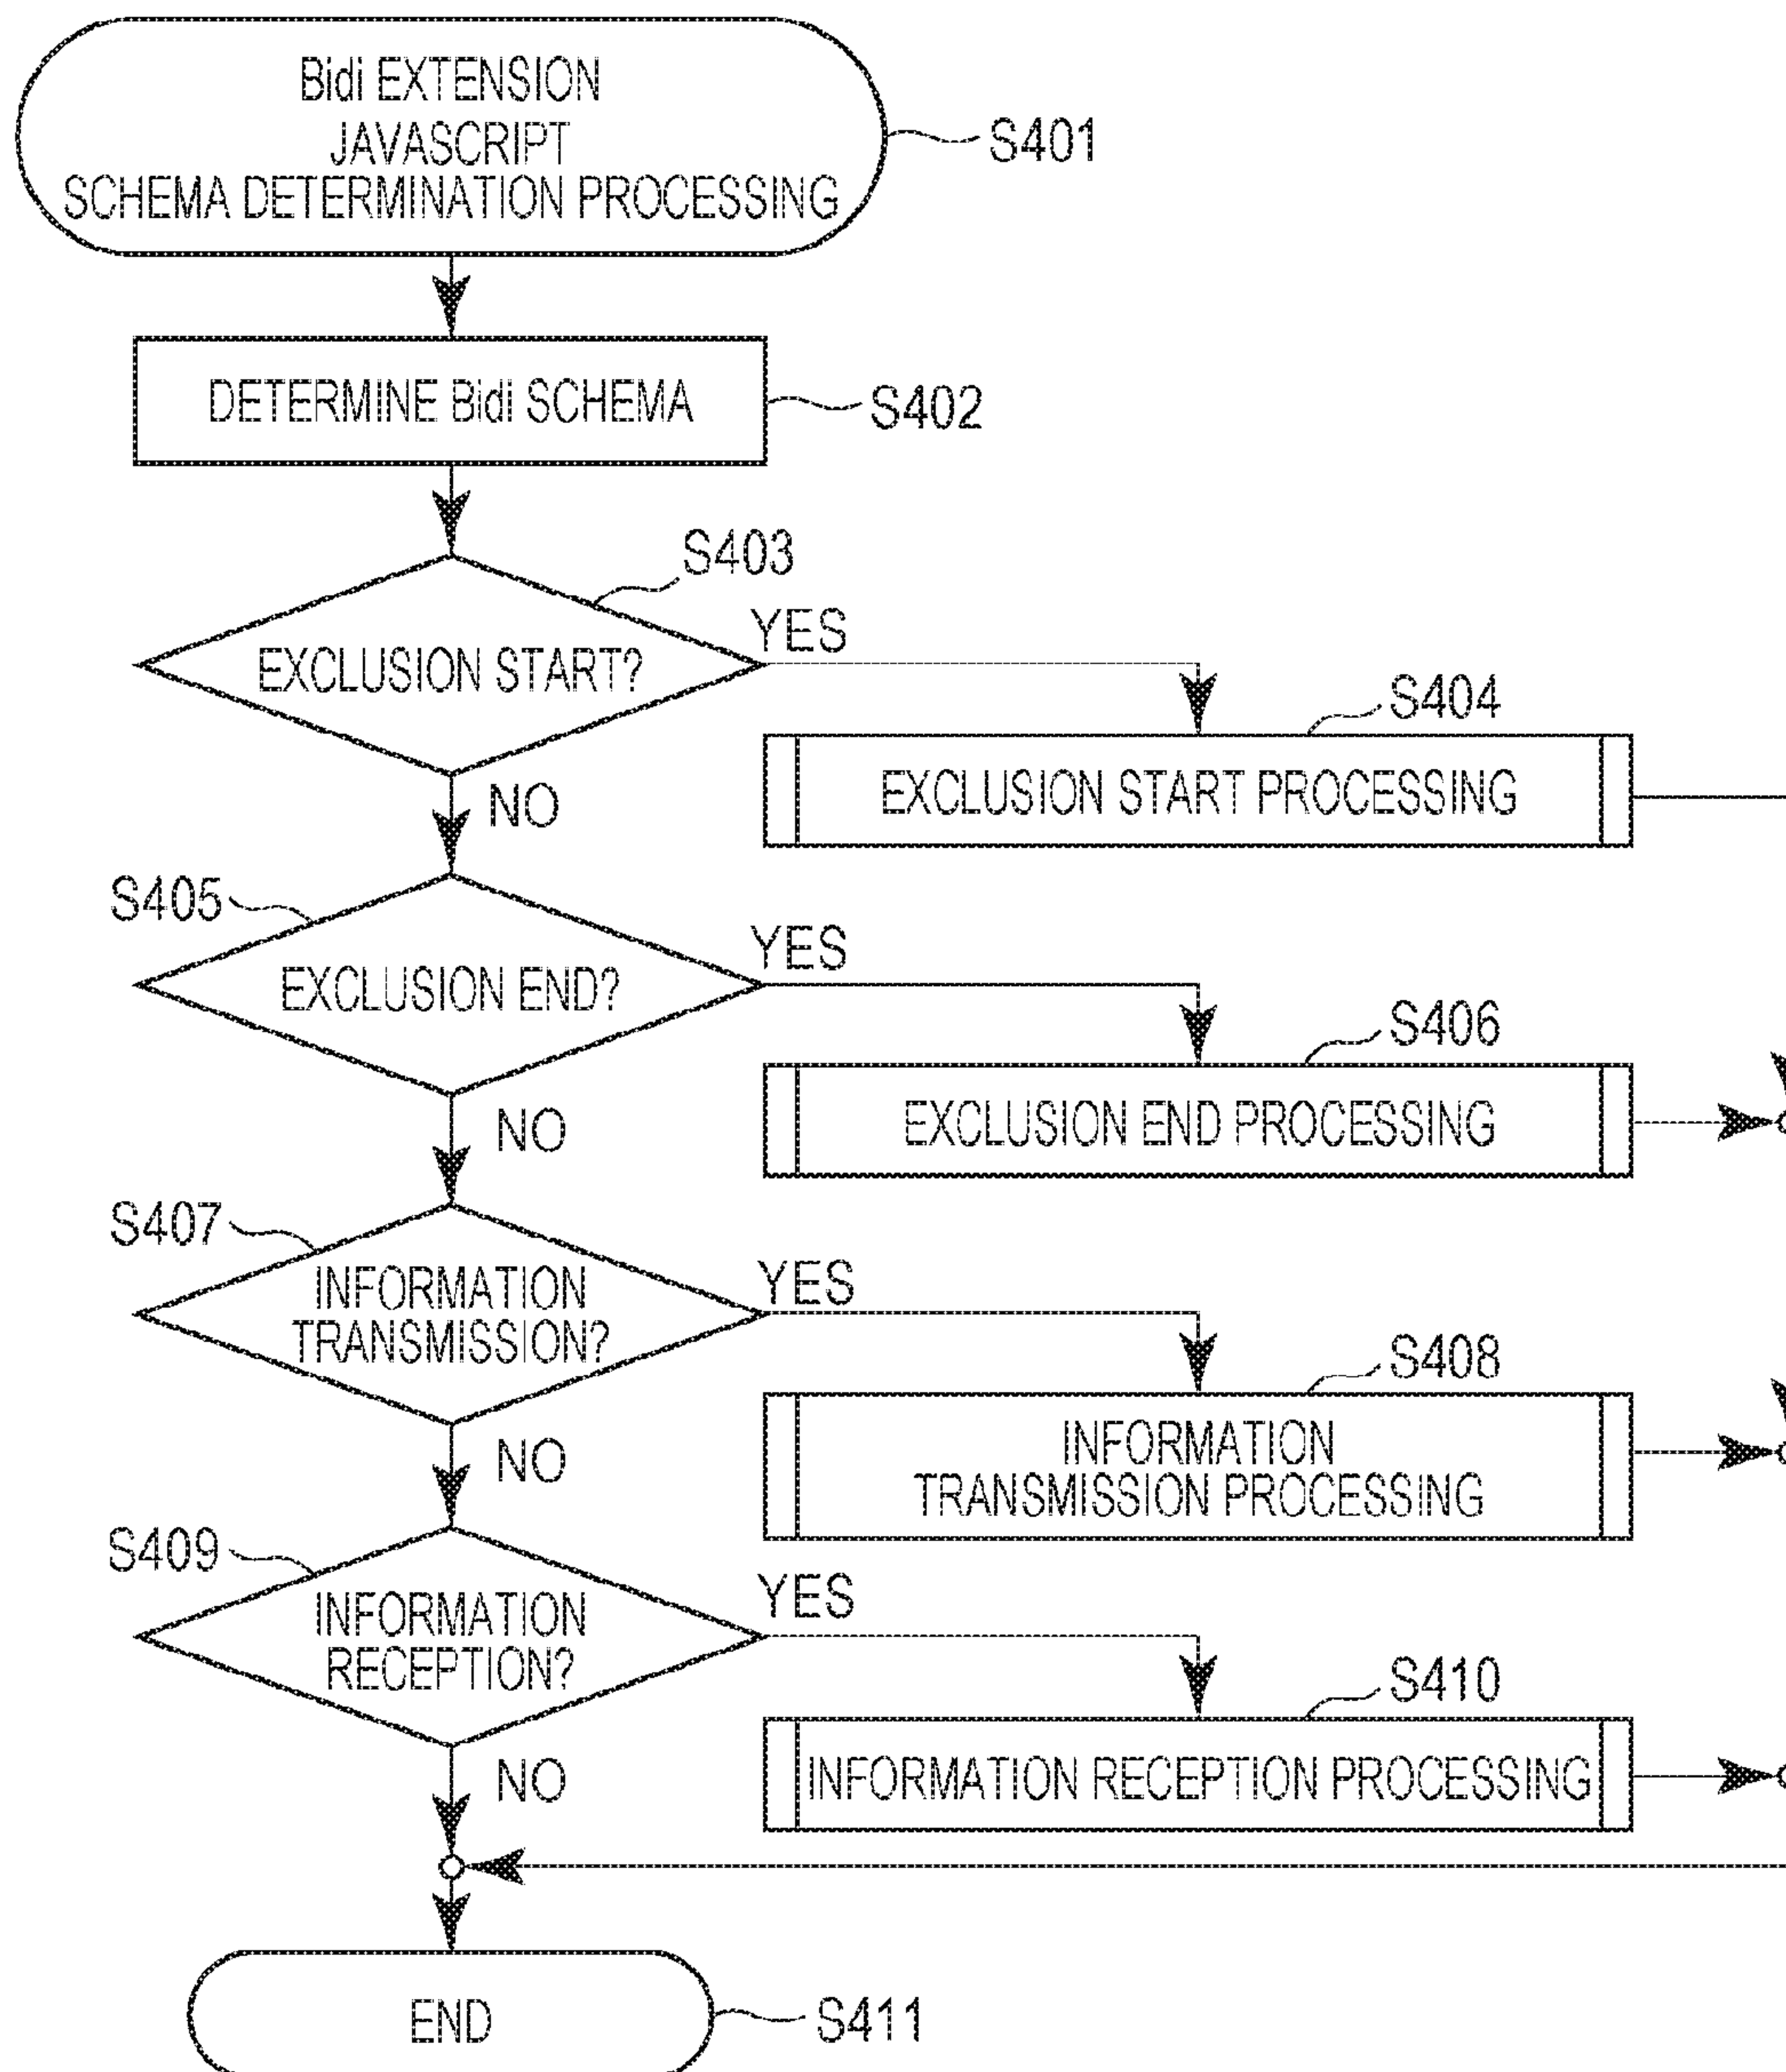 Bidi EXTENSION
JAVASCRIPT
SCHEMA DETERMINATION PROCESSING
S401
DETERMINE Bidi SCHEMA
S402
S403
EXCLUSION START?
YES
NO
S404
EXCLUSION START PROCESSING
S405
EXCLUSION END?
YES
NO
S406
EXCLUSION END PROCESSING
S407
INFORMATION
TRANSMISSION?
YES
NO
S408
INFORMATION
TRANSMISSION PROCESSING
S409
INFORMATION
RECEPTION?
YES
NO
S410
INFORMATION RECEPTION PROCESSING
END
S411